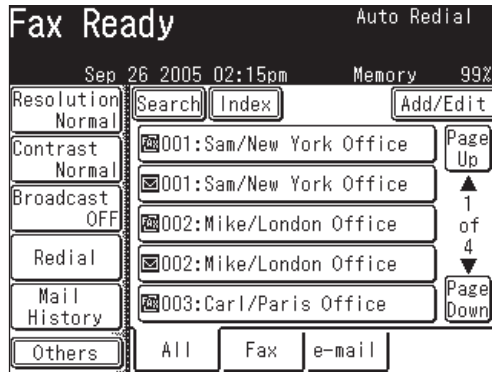 Fax Ready
Auto Redial
Sep 26 2005 02:15pm Memory 99%
Resolution
Normal
Contrast
Normal
Broadcast
OFF
Redial
Mail
History
Others
Search Index Add/Edit
FAX 001:Sam/New York Office
001:Sam/New York Office
FAX 002:Mike/London Office
002:Mike/London Office
FAX 003:Carl/Paris Office
Page
Up
1
of
4
Page
Down
All Fax e-mail